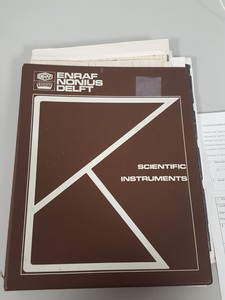 ENRAF
NONIUS
DELFT
SCIENTIFIC
INSTRUMENTS